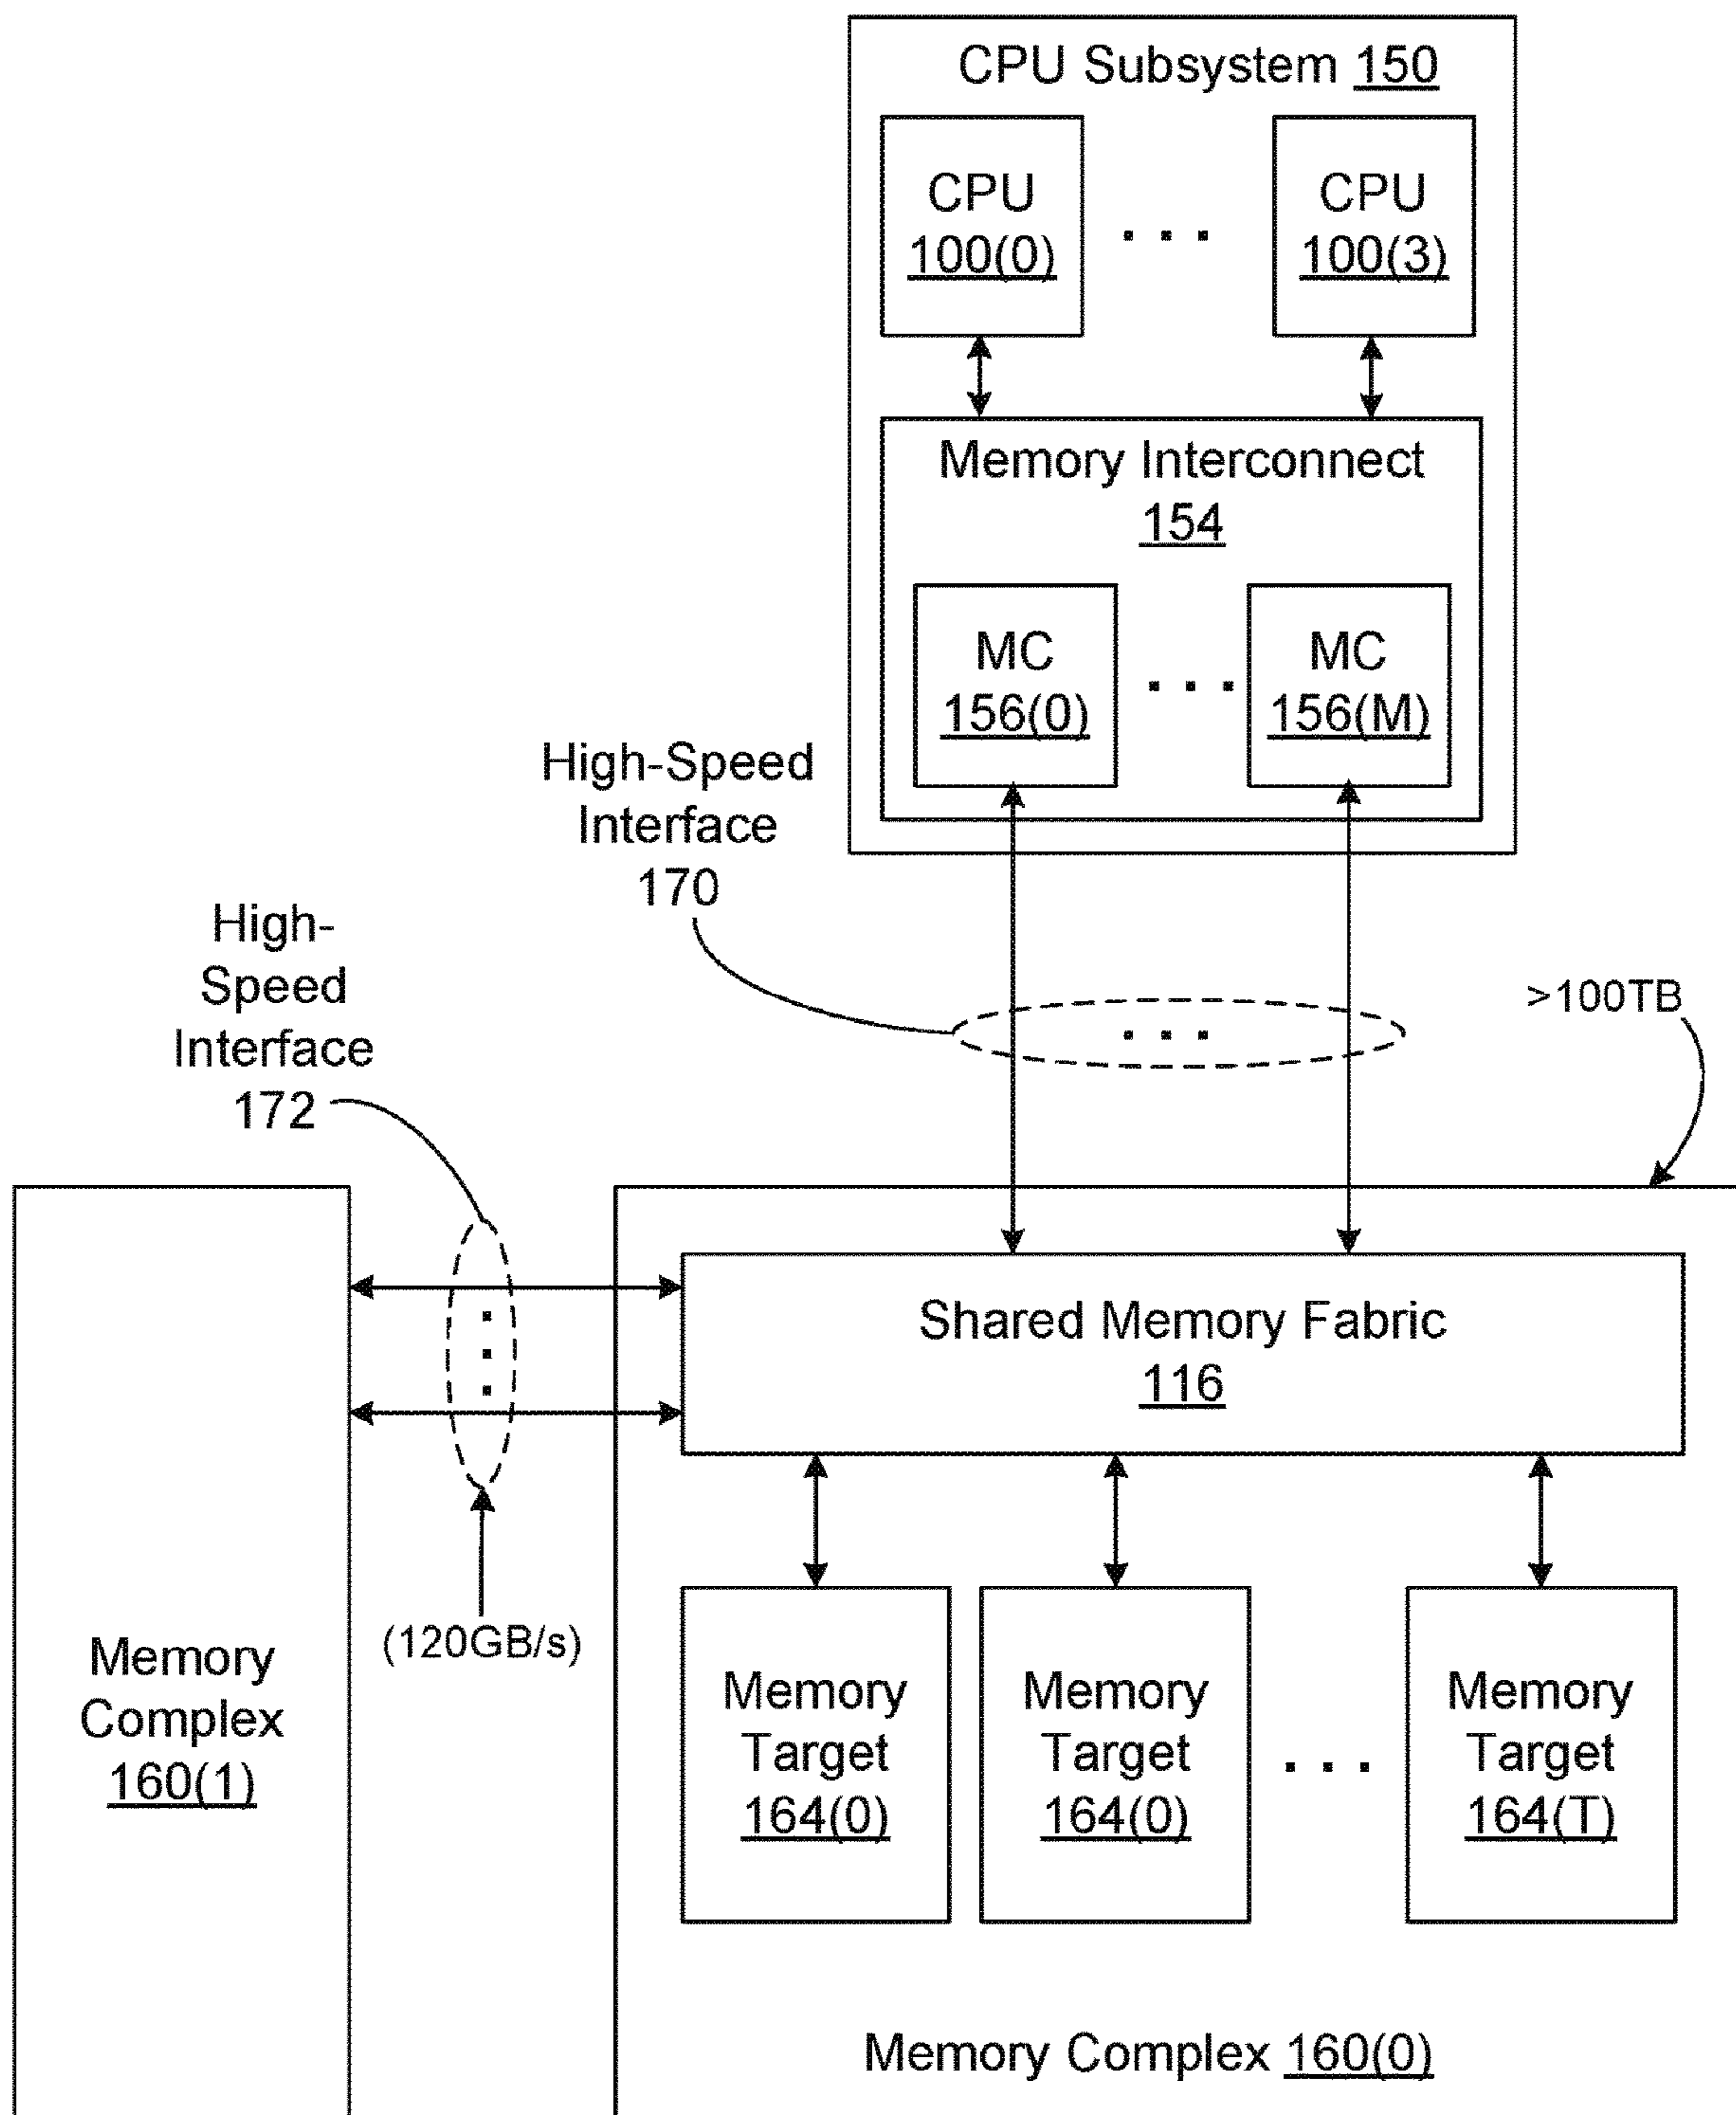 CPU Subsystem 150
CPU
100(0)
. . .
CPU
100(3)
Memory Interconnect
154
MC
156(0)
. . .
MC
156(M)
High-Speed
Interface
170
High-
Speed
Interface
172
. . .
>100TB
Shared Memory Fabric
116
(120GB/s)
Memory
Complex
160(1)
Memory
Target
164(0)
Memory
Target
164(0)
. . .
Memory
Target
164(T)
Memory Complex 160(0)